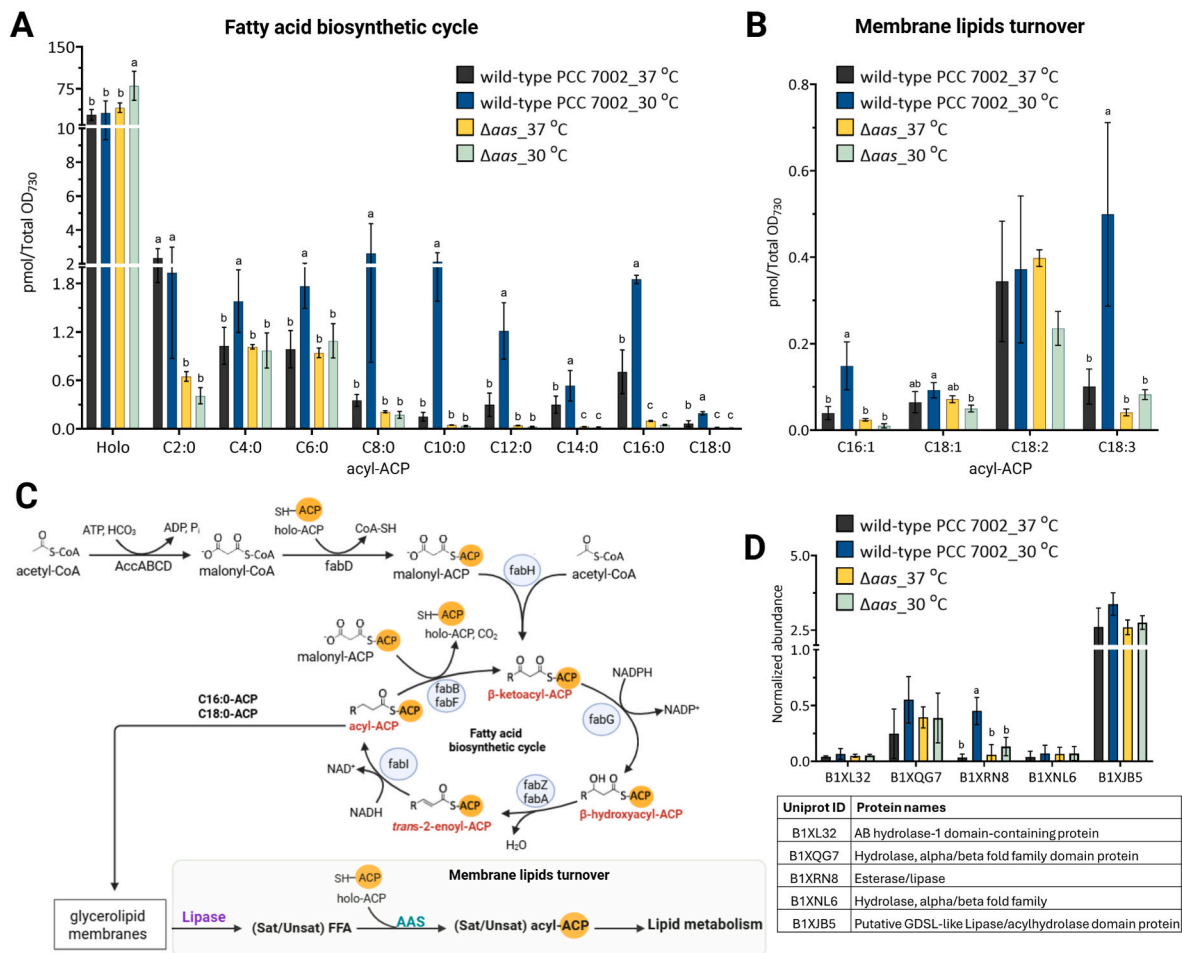 A
Fatty acid biosynthetic cycle
wild-type PCC 7002_37 °C
wild-type PCC 7002_30 °C
Δaas_37 °C
Δaas_30 °C
pmol/Total OD730
150
75
10
8
6
4
2
1.8
1.2
0.6
0.0
b b b a
a a b b
b a b b
b a b b
b a b b
b a b b
b a b b
b a c c
b a c c
b a c c
Holo C2:0 C4:0 C6:0 C8:0 C10:0 C12:0 C14:0 C16:0 C18:0
acyl-ACP
B
Membrane lipids turnover
wild-type PCC 7002_37 °C
wild-type PCC 7002_30 °C
Δaas_37 °C
Δaas_30 °C
pmol/Total OD730
0.8
0.6
0.4
0.2
0.0
b a b b
ab a ab b
b a b b
C16:1 C18:1 C18:2 C18:3
acyl-ACP
C
S-CoA
acetyl-CoA
ATP, HCO3
ADP, Pi
AccABCD
S-CoA
malonyl-CoA
SH-ACP
holo-ACP
CoA-SH
fabD
S-ACP
malonyl-ACP
fabH
S-CoA
acetyl-CoA
S-ACP
malonyl-ACP
SH-ACP
holo-ACP, CO2
fabB
fabF
R S-ACP
β-ketoacyl-ACP
NADPH
NADP+
fabG
C16:0-ACP
C18:0-ACP
R S-ACP
acyl-ACP
Fatty acid
biosynthetic cycle
fabI
NAD+
NADH
R S-ACP
trans-2-enoyl-ACP
fabZ
fabA
H2O
OH O
R S-ACP
β-hydroxyacyl-ACP
glycerolipid
membranes
Membrane lipids turnover
SH-ACP
holo-ACP
Lipase
(Sat/Unsat) FFA
AAS
(Sat/Unsat) acyl-ACP
Lipid metabolism
D
wild-type PCC 7002_37 °C
wild-type PCC 7002_30 °C
Δaas_37 °C
Δaas_30 °C
Normalized abundance
5.0
2.5
1.0
0.5
0.0
b a b b
B1XL32 B1XQG7 B1XRN8 B1XNL6 B1XJB5
Uniprot ID Protein names
B1XL32 AB hydrolase-1 domain-containing protein
B1XQG7 Hydrolase, alpha/beta fold family domain protein
B1XRN8 Esterase/lipase
B1XNL6 Hydrolase, alpha/beta fold family
B1XJB5 Putative GDSL-like Lipase/acylhydrolase domain protein